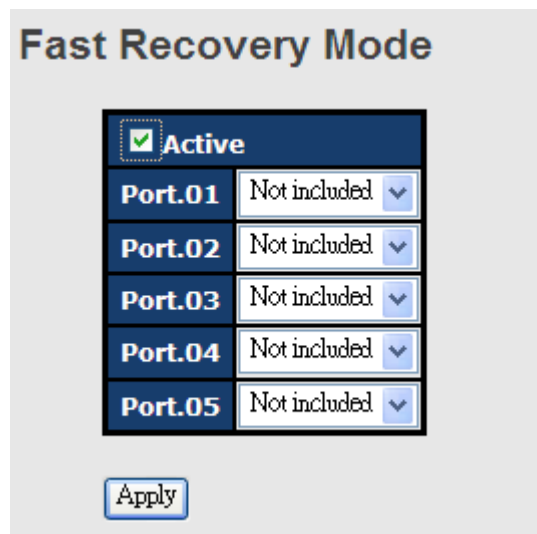 Fast Recovery Mode
Active
Port.01 Not included
Port.02 Not included
Port.03 Not included
Port.04 Not included
Port.05 Not included
Apply